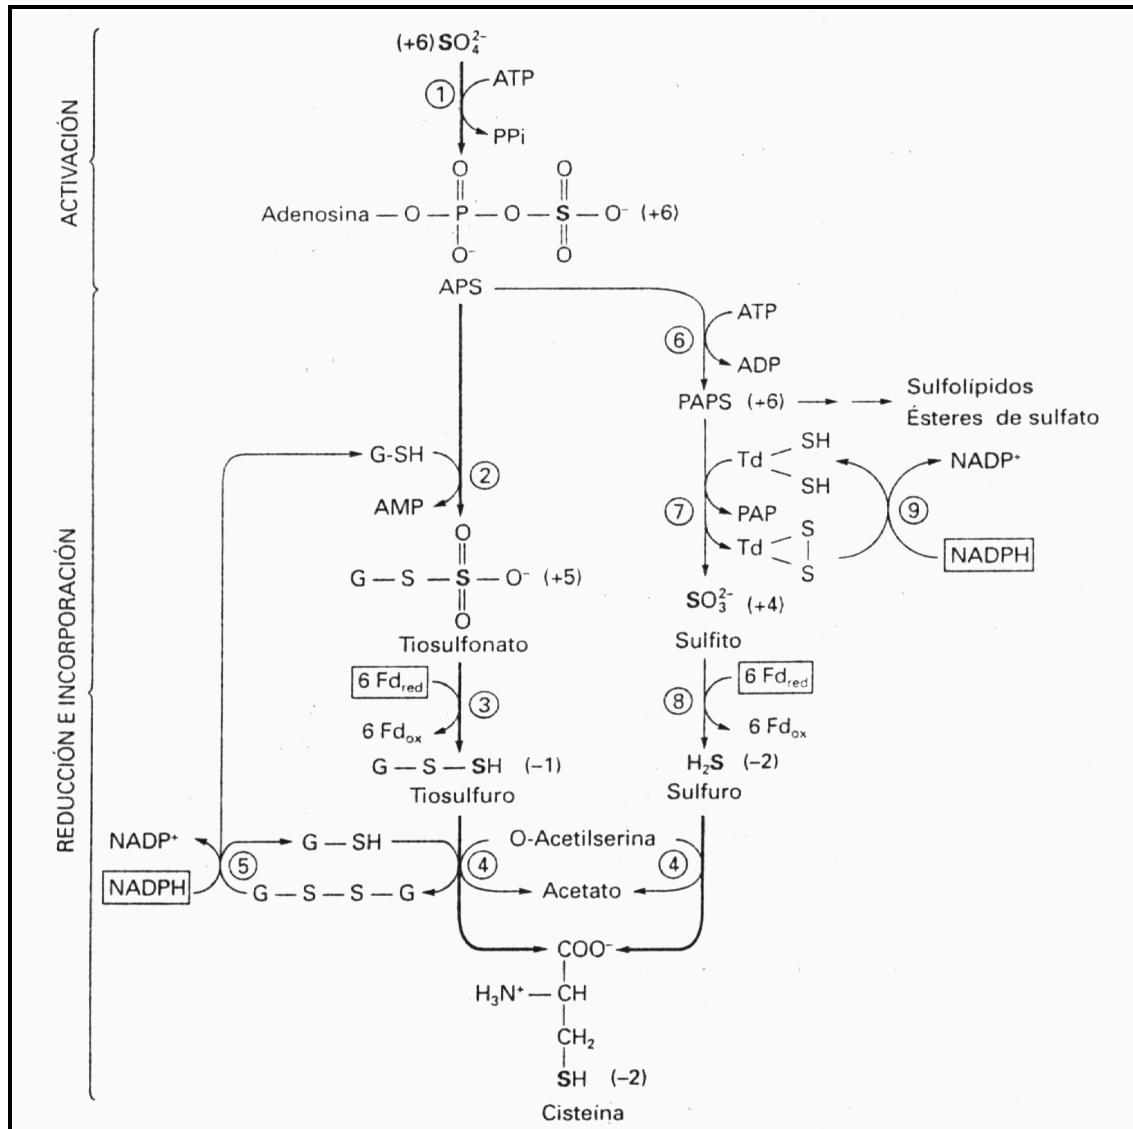 ACTIVACIÓN
(+6) SO₄²⁻
① ATP
PPi
O O
Adenosina — O — P — O — S — O⁻ (+6)
O⁻ O
APS
ATP
⑥
ADP
PAPS (+6)
Sulfolípidos
Ésteres de sulfato
REDUCCIÓN E INCORPORACIÓN
G-SH
②
AMP
O
G — S — S — O⁻ (+5)
O
Tiosulfonato
Td SH
SH
⑦ PAP
Td S
S
NADP⁺
⑨
NADPH
SO₃²⁻ (+4)
Sulfito
6 Fd_red
③
6 Fd_ox
G — S — SH (−1)
Tiosulfuro
6 Fd_red
⑧
6 Fd_ox
H₂S (−2)
Sulfuro
NADP⁺ G — SH O-Acetilserina
⑤ ④ ④
NADPH G — S — S — G Acetato
COO⁻
H₃N⁺ — CH
CH₂
SH (−2)
Cisteína